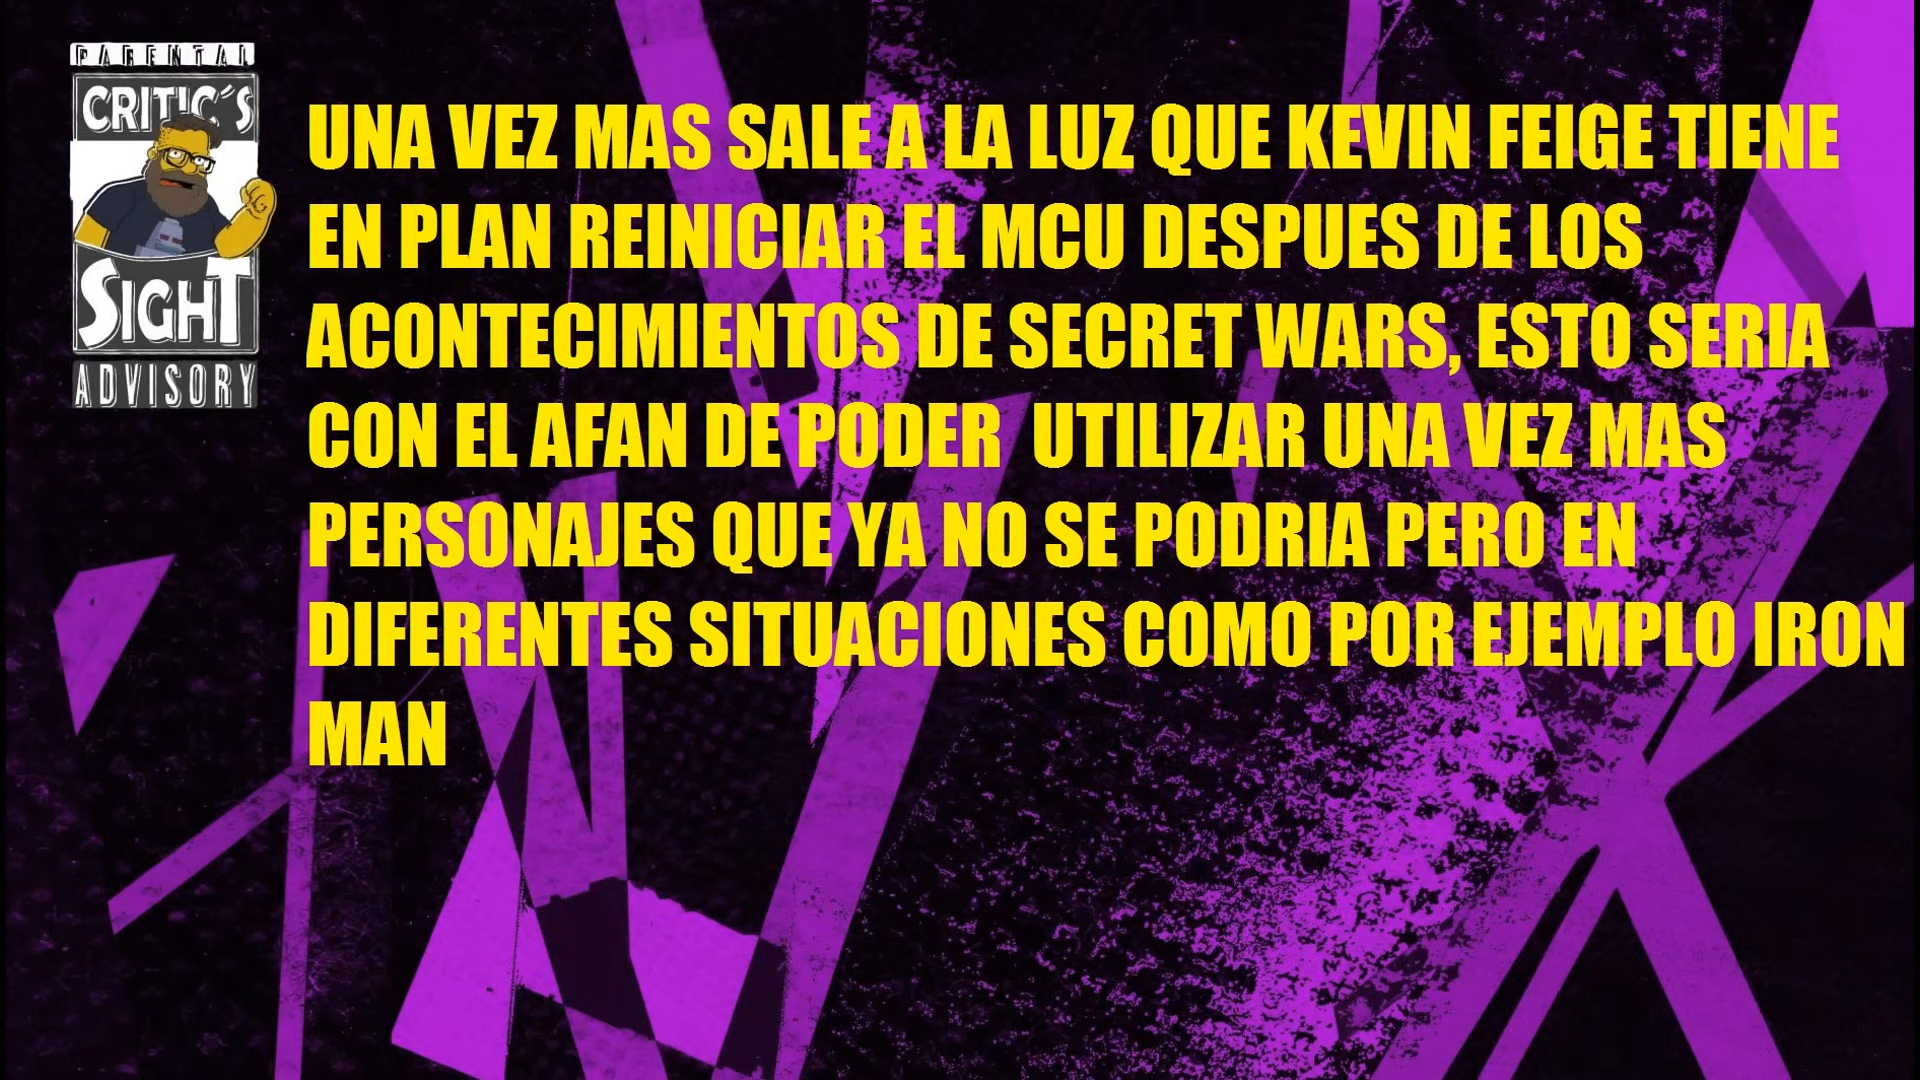 PARENTAL
CRITIC´S
SIGHT
ADVISORY
UNA VEZ MAS SALE A LA LUZ QUE KEVIN FEIGE TIENE
EN PLAN REINICIAR EL MCU DESPUES DE LOS
ACONTECIMIENTOS DE SECRET WARS, ESTO SERIA
CON EL AFAN DE PODER  UTILIZAR UNA VEZ MAS
PERSONAJES QUE YA NO SE PODRIA PERO EN
DIFERENTES SITUACIONES COMO POR EJEMPLO IRON
MAN